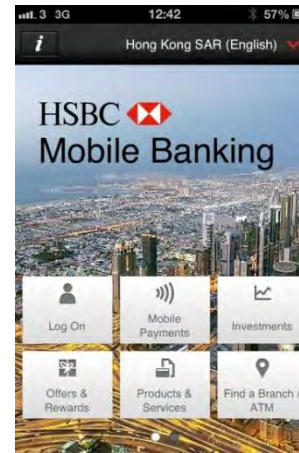 3 3G 12:42 57%
i Hong Kong SAR (English)
HSBC
Mobile Banking
Log On
Mobile
Payments
Investments
Offers &
Rewards
Products &
Services
Find a Branch /
ATM